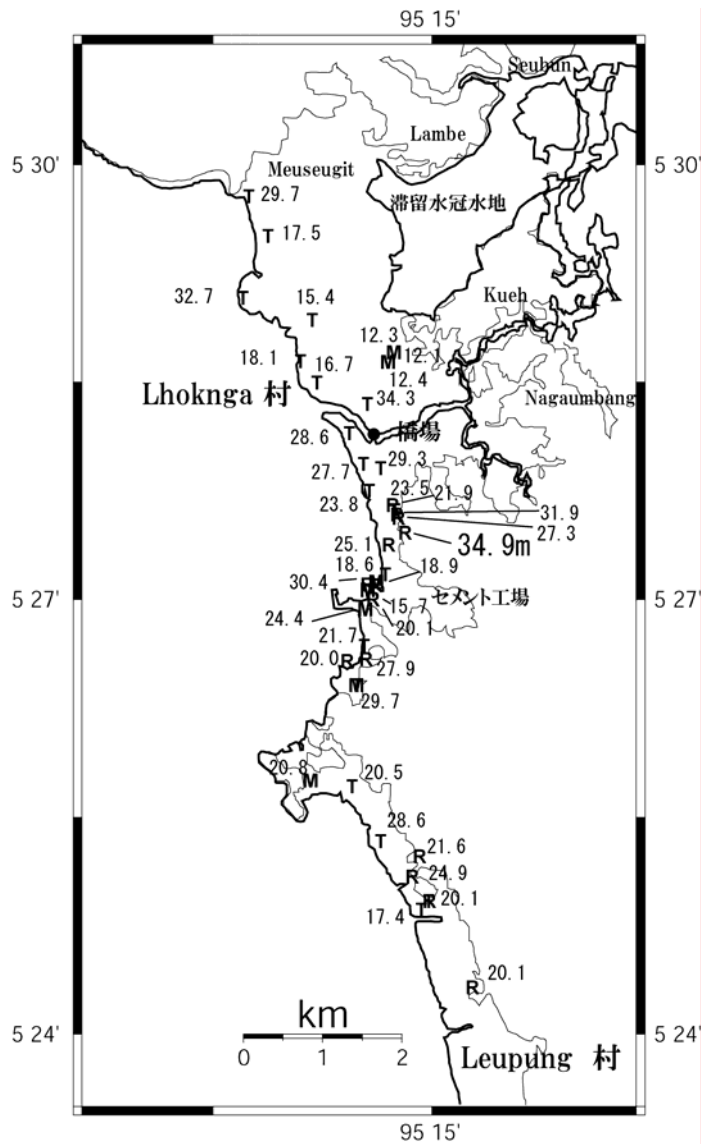 95 15'
Seubun
Lambe
5 30'
5 30'
Meuseugit
T 29.7
滞留水冠水地
T 17.5
Kueh
32.7 T
15.4
T
12.3
M
12.1
M
18.1 T
16.7
T
12.4
Nagaumbang
Lhoknga 村
34.3
T
28.6 T
橋場
27.7 T
T 29.3
23.5
21.9
T
R
23.8
31.9
27.3
R
34.9m
25.1 T
18.6
T
18.9
30.4
5 27'
5 27'
セメント工場
15.7
M
24.4
20.1
21.7
T
20.0 R
R
27.9
M
29.7
20.8
M
20.5
T
28.6
T
R 21.6
R 24.9
R 20.1
17.4 T
20.1
R
km
0 1 2
5 24'
5 24'
Leupung 村
95 15'